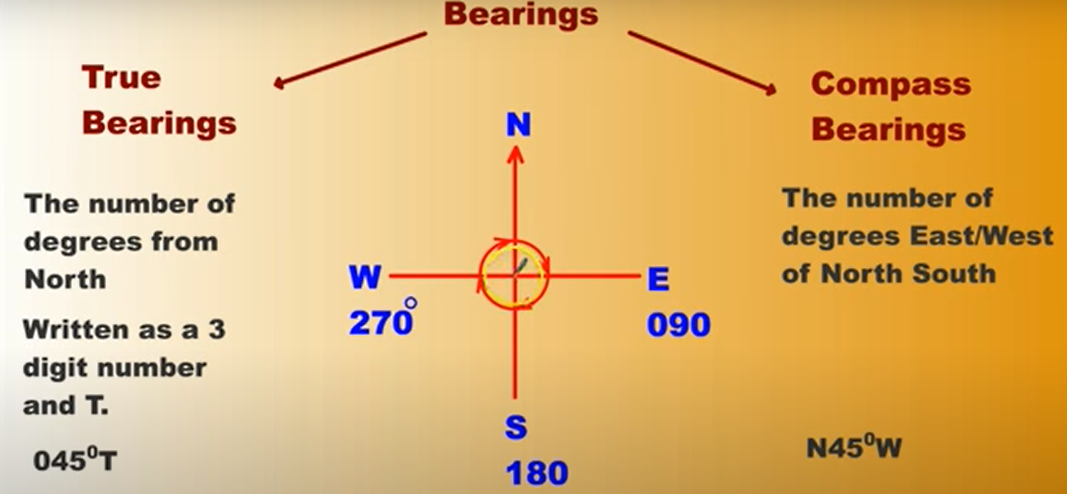 Bearings
True
Bearings
The number of
degrees from
North
Written as a 3
digit number
and T.
045⁰T
N
W
E
270°
090
S
180
Compass
Bearings
The number of
degrees East/West
of North South
N45⁰W